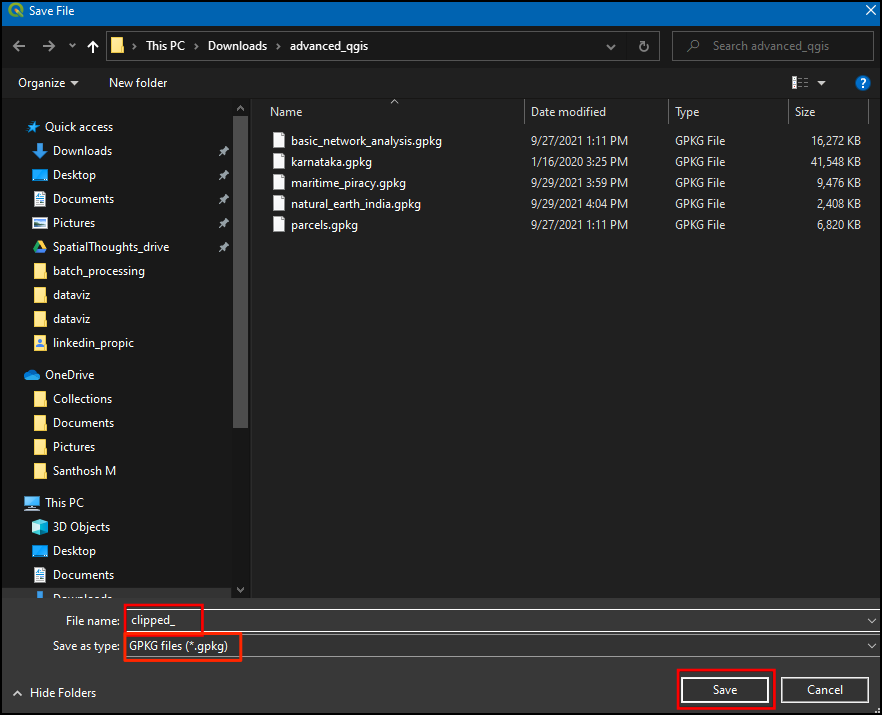 Save File
This PC > Downloads > advanced_qgis
Search advanced_qgis
Organize
New folder
?
Name
Date modified
Type
Size
Quick access
Downloads
Desktop
Documents
Pictures
SpatialThoughts_drive
batch_processing
dataviz
dataviz
linkedin_propic
OneDrive
Collections
Documents
Pictures
Santhosh M
This PC
3D Objects
Desktop
Documents
Downloads
basic_network_analysis.gpkg 9/27/2021 1:11 PM GPKG File 16,272 KB
karnataka.gpkg 1/16/2020 3:25 PM GPKG File 41,548 KB
maritime_piracy.gpkg 9/29/2021 3:59 PM GPKG File 9,476 KB
natural_earth_india.gpkg 9/29/2021 4:04 PM GPKG File 2,408 KB
parcels.gpkg 9/27/2021 1:11 PM GPKG File 6,820 KB
File name: clipped_
Save as type: GPKG files (*.gpkg)
Hide Folders
Save
Cancel